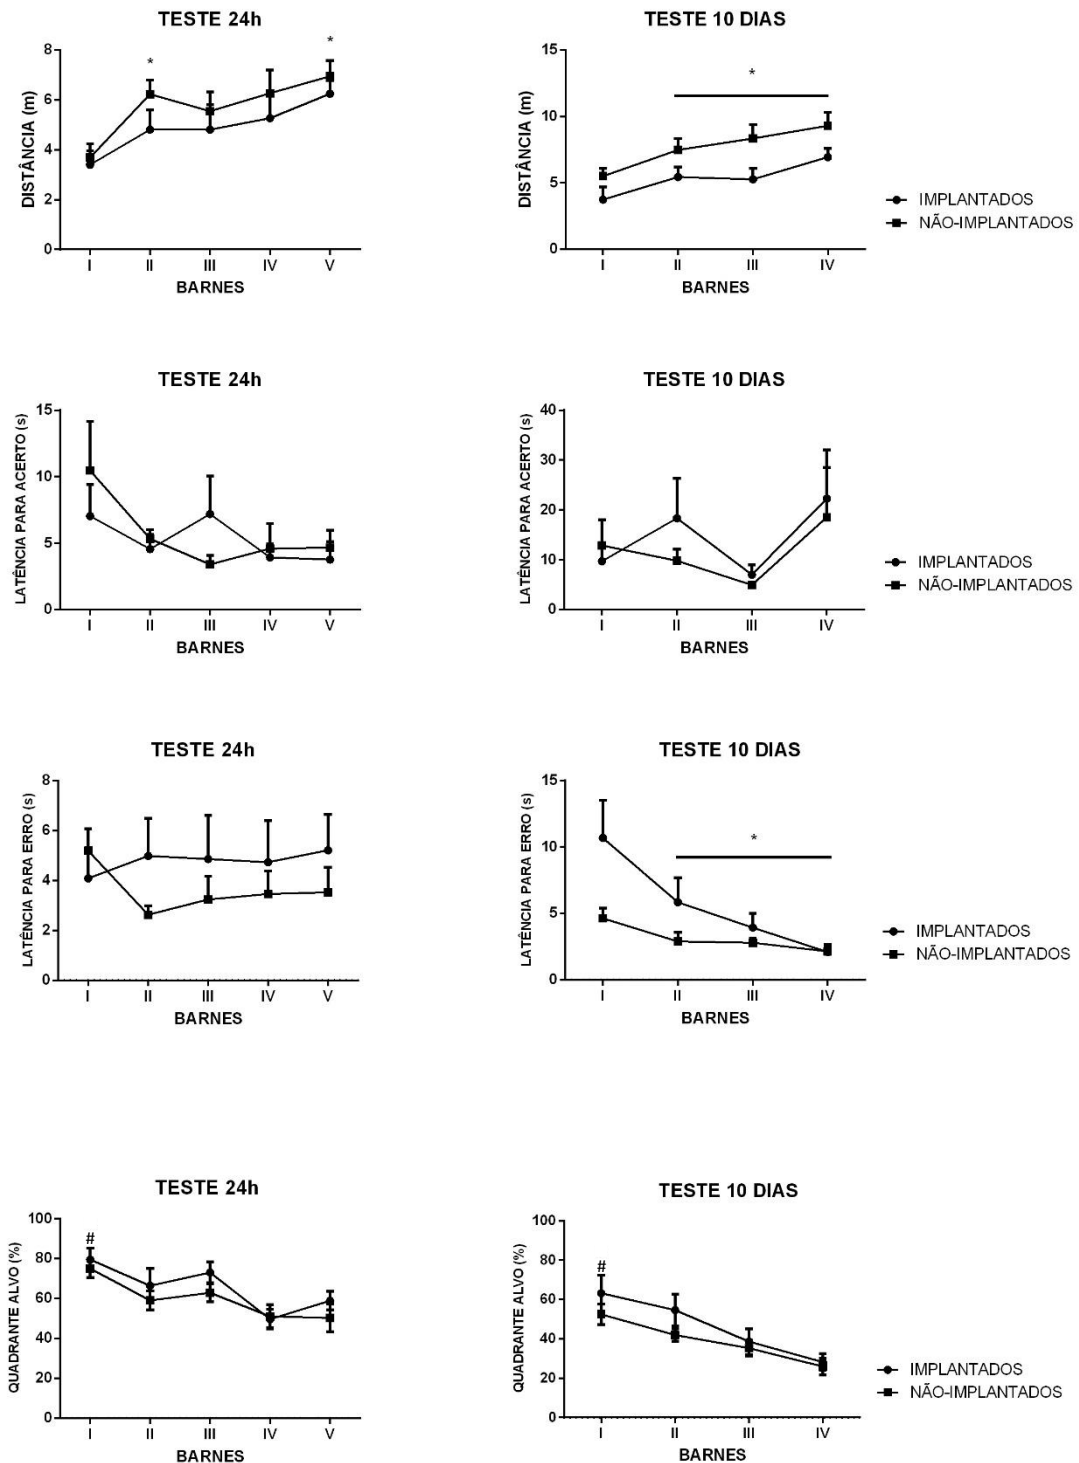 TESTE 24h
DISTÂNCIA (m)
8
*
*
6
4
2
0
I II III IV V
BARNES
TESTE 10 DIAS
DISTÂNCIA (m)
15
*
10
5
0
I II III IV
BARNES
IMPLANTADOS
NÃO-IMPLANTADOS
TESTE 24h
LATÊNCIA PARA ACERTO (s)
15
10
5
0
I II III IV V
BARNES
TESTE 10 DIAS
LATÊNCIA PARA ACERTO (s)
40
30
20
10
0
I II III IV
BARNES
IMPLANTADOS
NÃO-IMPLANTADOS
TESTE 24h
LATÊNCIA PARA ERRO (s)
8
6
4
2
0
I II III IV V
BARNES
TESTE 10 DIAS
LATÊNCIA PARA ERRO (s)
15
10
*
5
0
I II III IV
BARNES
IMPLANTADOS
NÃO-IMPLANTADOS
TESTE 24h
QUADRANTE ALVO (%)
100
#
80
60
40
20
0
I II III IV V
BARNES
TESTE 10 DIAS
QUADRANTE ALVO (%)
100
80
#
60
40
20
0
I II III IV
BARNES
IMPLANTADOS
NÃO-IMPLANTADOS